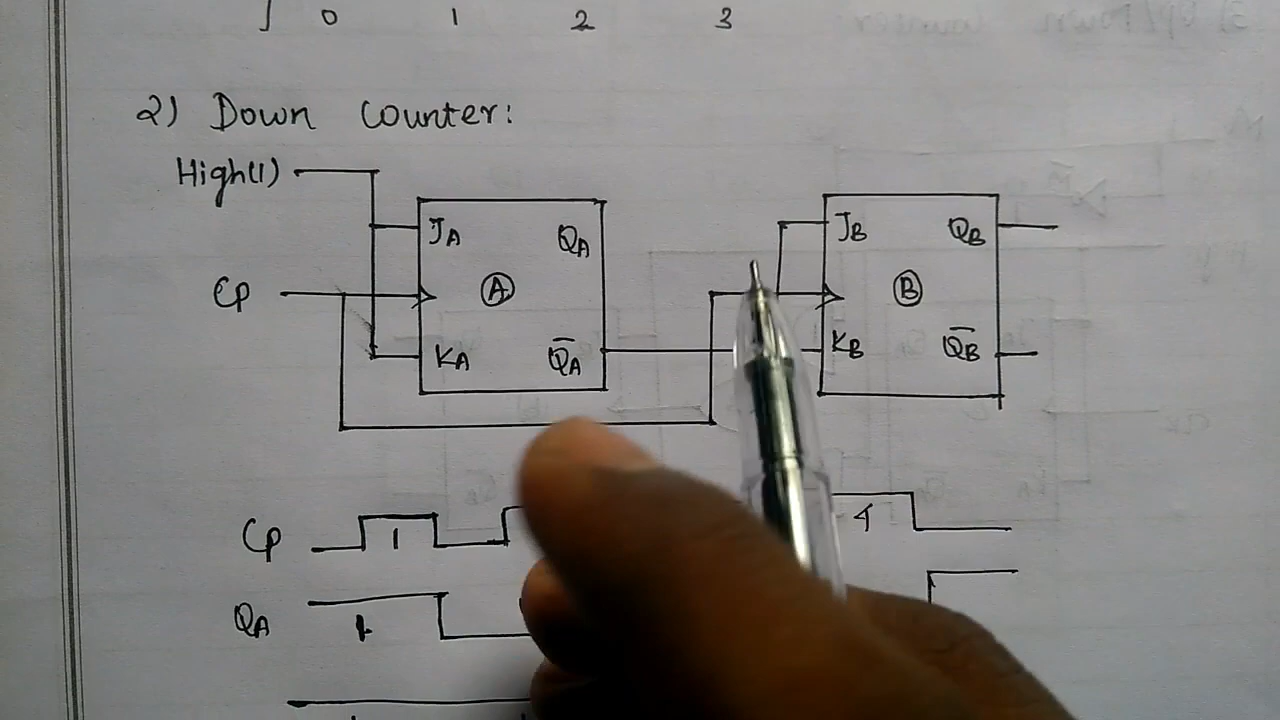 0 1 2 3
2) Down Counter:
High(1)
JA QA JB QB
Cp A B
KA Q̅A KB Q̅B
Cp 1 4
QA 1